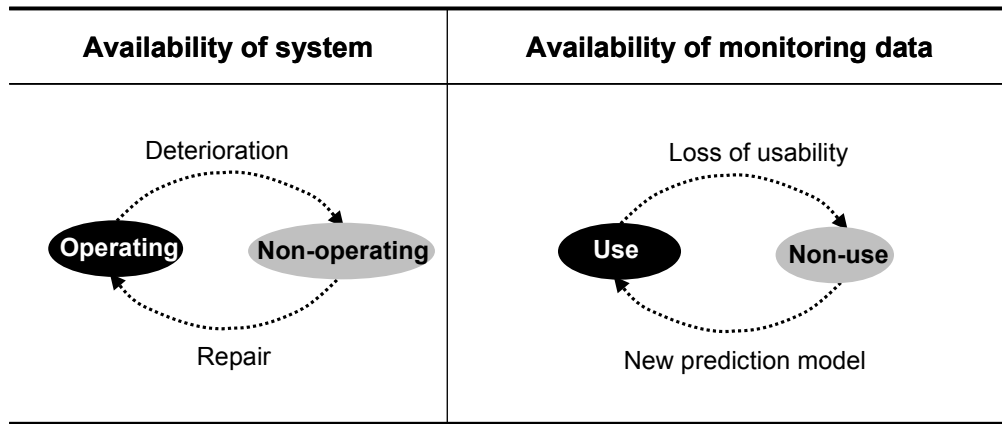 Availability of system
Availability of monitoring data
Deterioration
Operating
Non-operating
Repair
Loss of usability
Use
Non-use
New prediction model